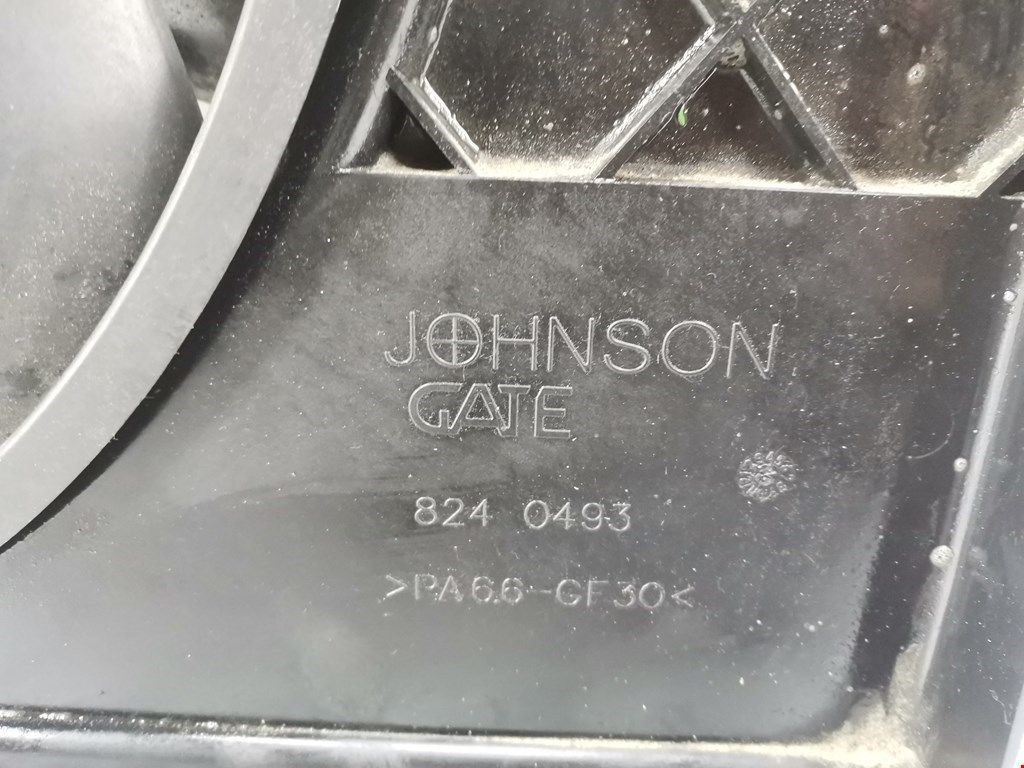 JOHNSON
GATE
824 0493
>PA6.6-GF30<